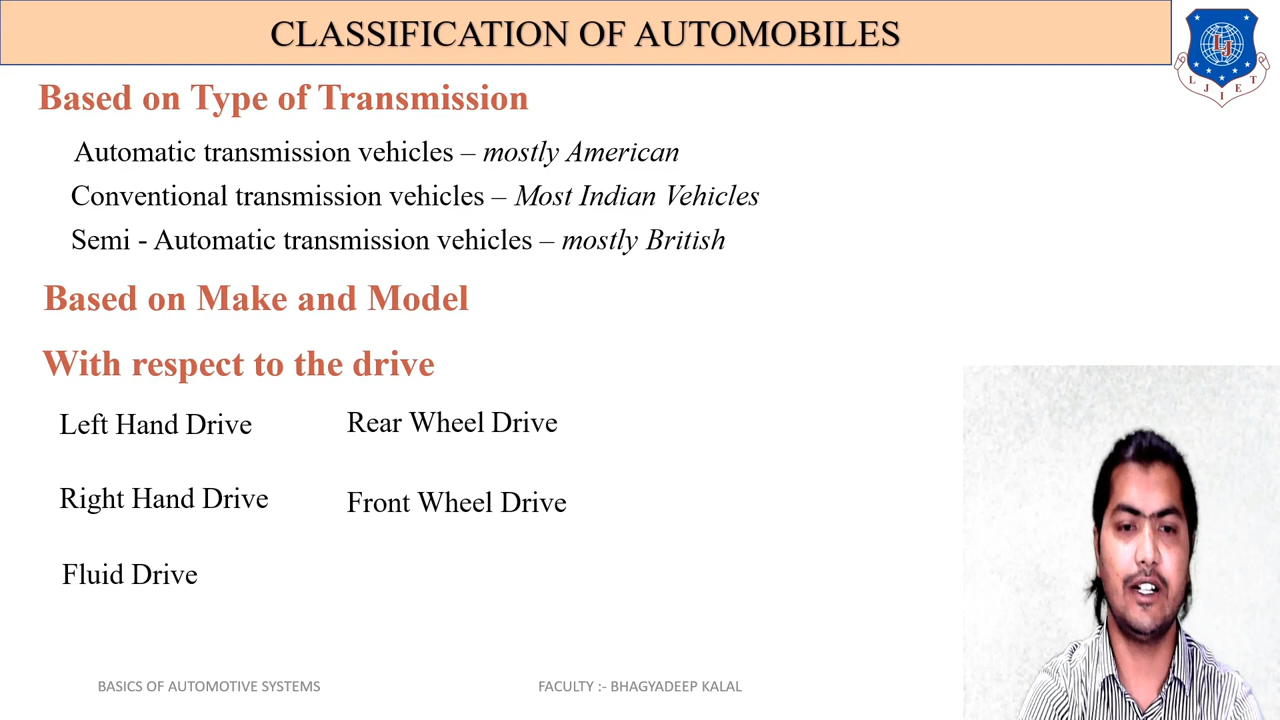 CLASSIFICATION OF AUTOMOBILES
LJ
L J I E T
Based on Type of Transmission
Automatic transmission vehicles – mostly American
Conventional transmission vehicles – Most Indian Vehicles
Semi - Automatic transmission vehicles – mostly British
Based on Make and Model
With respect to the drive
Left Hand Drive
Rear Wheel Drive
Right Hand Drive
Front Wheel Drive
Fluid Drive
BASICS OF AUTOMOTIVE SYSTEMS
FACULTY :- BHAGYADEEP KALAL